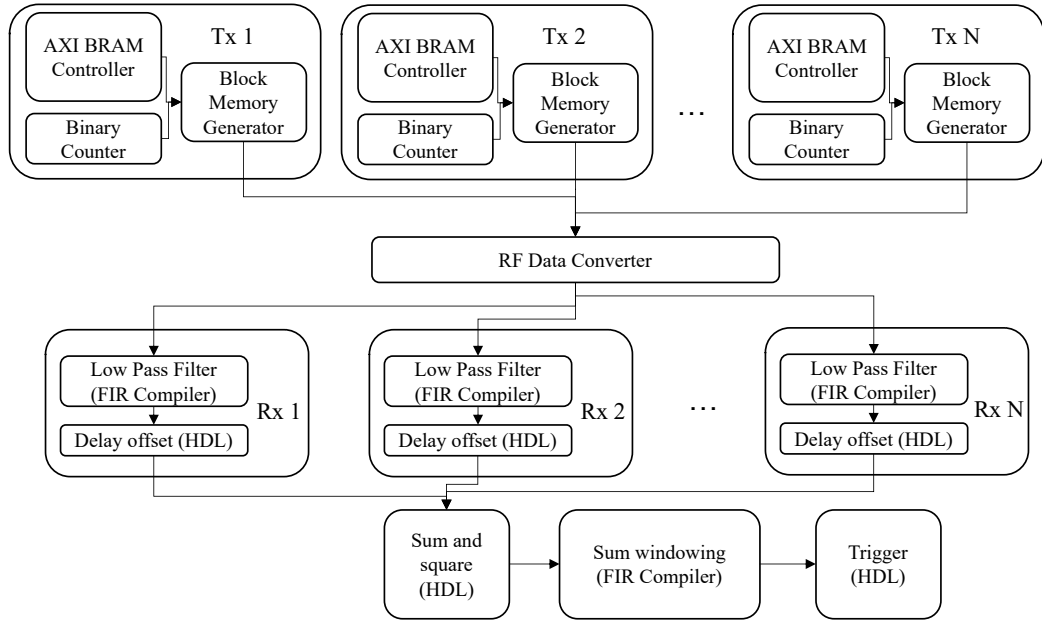 AXI BRAM
Controller
Tx 1
Block
Memory
Generator
Binary
Counter
AXI BRAM
Controller
Tx 2
Block
Memory
Generator
Binary
Counter
...
AXI BRAM
Controller
Tx N
Block
Memory
Generator
Binary
Counter
RF Data Converter
Low Pass Filter
(FIR Compiler)
Rx 1
Delay offset (HDL)
Low Pass Filter
(FIR Compiler)
Rx 2
Delay offset (HDL)
...
Low Pass Filter
(FIR Compiler)
Rx N
Delay offset (HDL)
Sum and
square
(HDL)
Sum windowing
(FIR Compiler)
Trigger
(HDL)